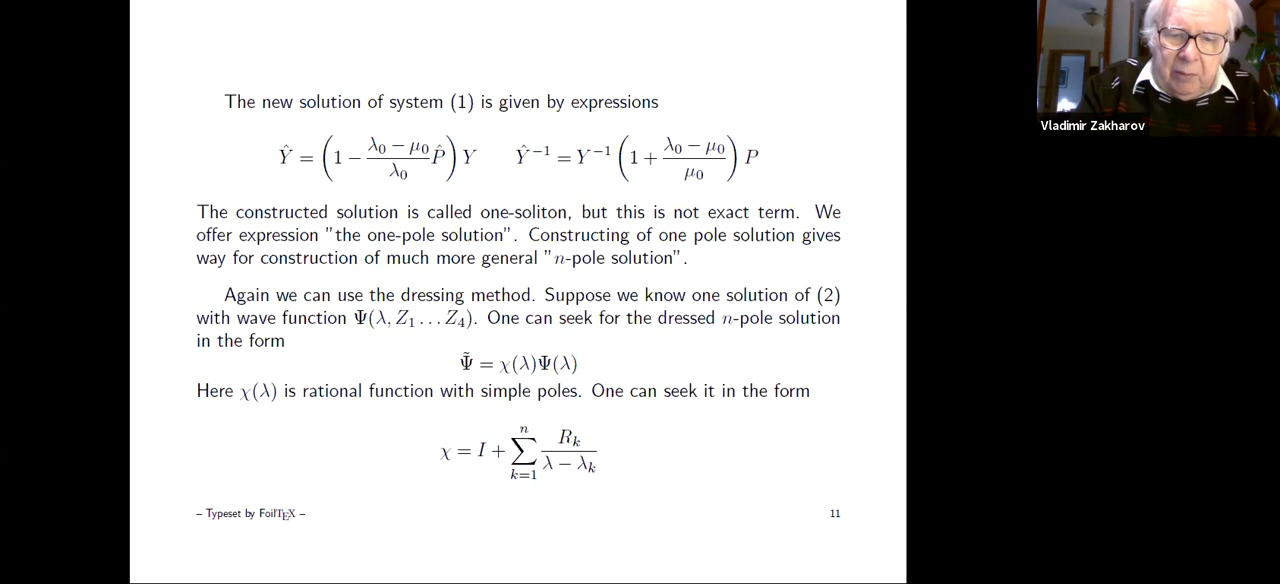 The new solution of system (1) is given by expressions
Ŷ = (1 − (λ₀ − μ₀)/λ₀ P̂) Y    Ŷ⁻¹ = Y⁻¹ (1 + (λ₀ − μ₀)/μ₀) P
The constructed solution is called one-soliton, but this is not exact term. We
offer expression ”the one-pole solution”. Constructing of one pole solution gives
way for construction of much more general ”n-pole solution”.
Again we can use the dressing method. Suppose we know one solution of (2)
with wave function Ψ(λ, Z₁ . . . Z₄). One can seek for the dressed n-pole solution
in the form
Ψ̃ = χ(λ)Ψ(λ)
Here χ(λ) is rational function with simple poles. One can seek it in the form
χ = I + ∑ₖ₌₁ⁿ Rₖ/(λ − λₖ)
– Typeset by FoilTEX –
11
Vladimir Zakharov